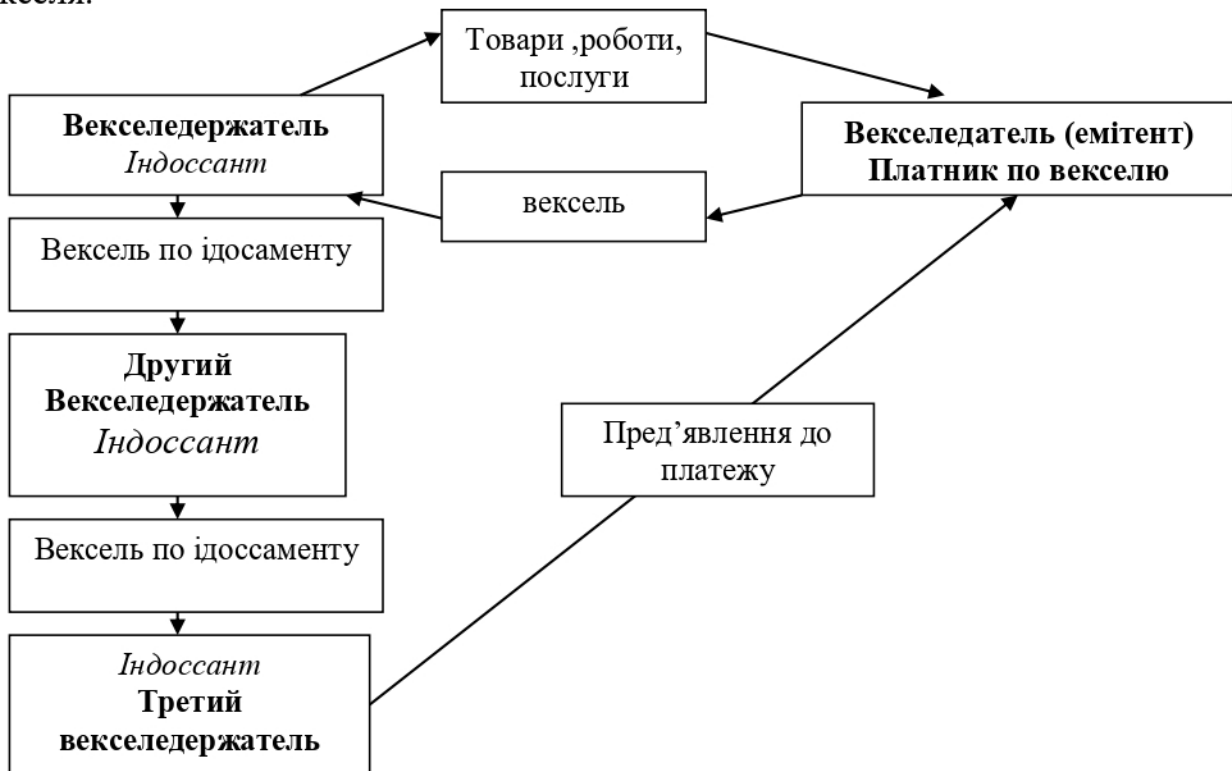 кселя.
Товари ,роботи,
послуги
Векселедержатель
Індоссант
Векселедатель (емітент)
Платник по векселю
вексель
Вексель по ідосаменту
Другий
Векселедержатель
Індоссант
Пред’явлення до
платежу
Вексель по ідоссаменту
Індоссант
Третий
векселедержатель